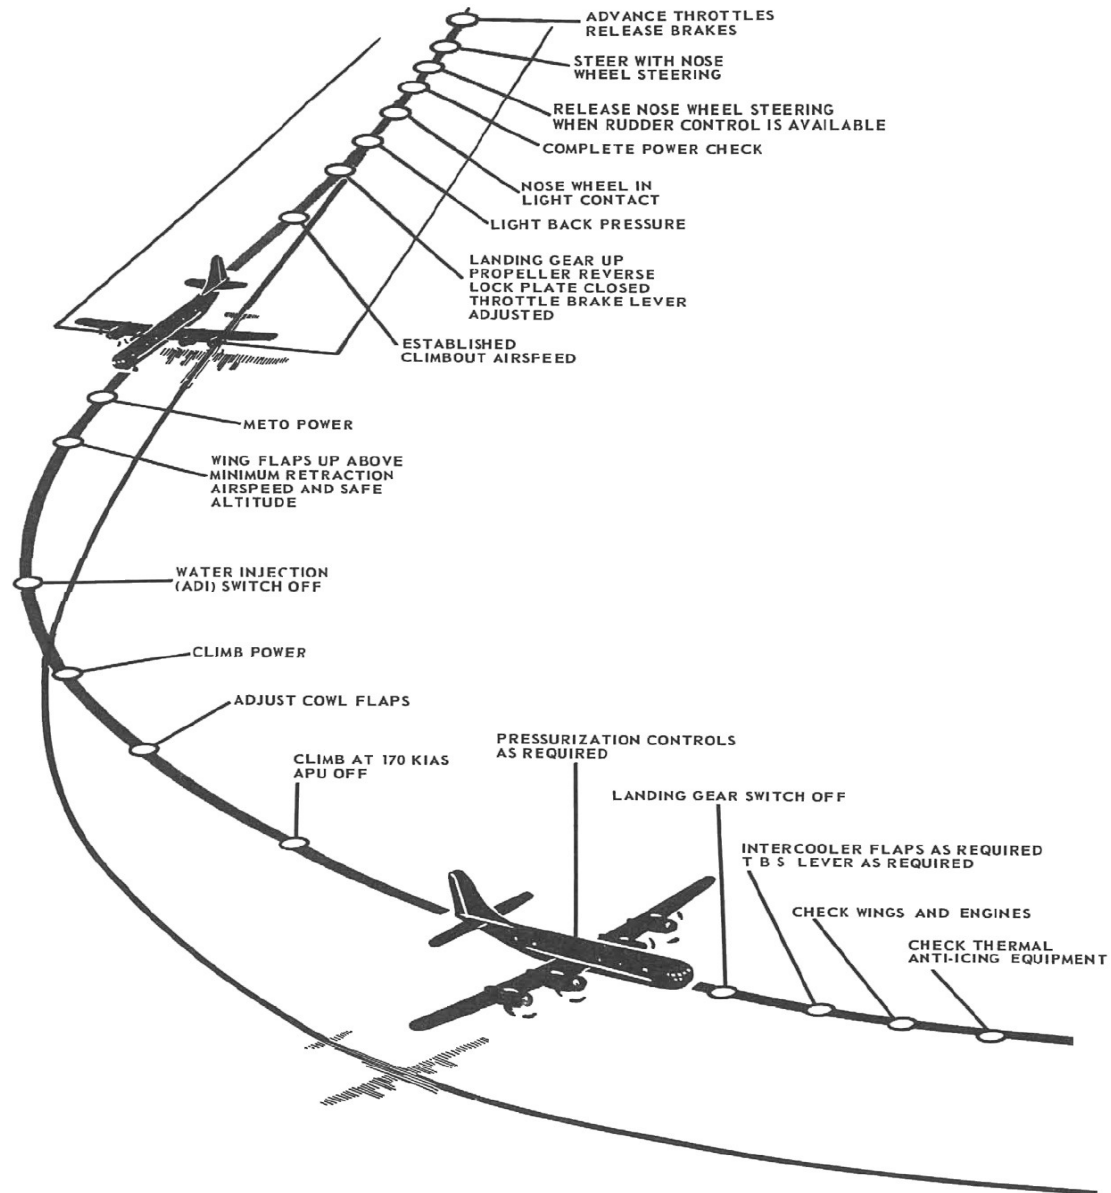 ADVANCE THROTTLES
RELEASE BRAKES
STEER WITH NOSE
WHEEL STEERING
RELEASE NOSE WHEEL STEERING
WHEN RUDDER CONTROL IS AVAILABLE
COMPLETE POWER CHECK
NOSE WHEEL IN
LIGHT CONTACT
LIGHT BACK PRESSURE
LANDING GEAR UP
PROPELLER REVERSE
LOCK PLATE CLOSED
THROTTLE BRAKE LEVER
ADJUSTED
ESTABLISHED
CLIMBOUT AIRSFEED
METO POWER
WING FLAPS UP ABOVE
MINIMUM RETRACTION
AIRSPEED AND SAFE
ALTITUDE
WATER INJECTION
(ADI) SWITCH OFF
CLIMB POWER
ADJUST COWL FLAPS
CLIMB AT 170 KIAS
APU OFF
PRESSURIZATION CONTROLS
AS REQUIRED
LANDING GEAR SWITCH OFF
INTERCOOLER FLAPS AS REQUIRED
T B S LEVER AS REQUIRED
CHECK WINGS AND ENGINES
CHECK THERMAL
ANTI-ICING EQUIPMENT